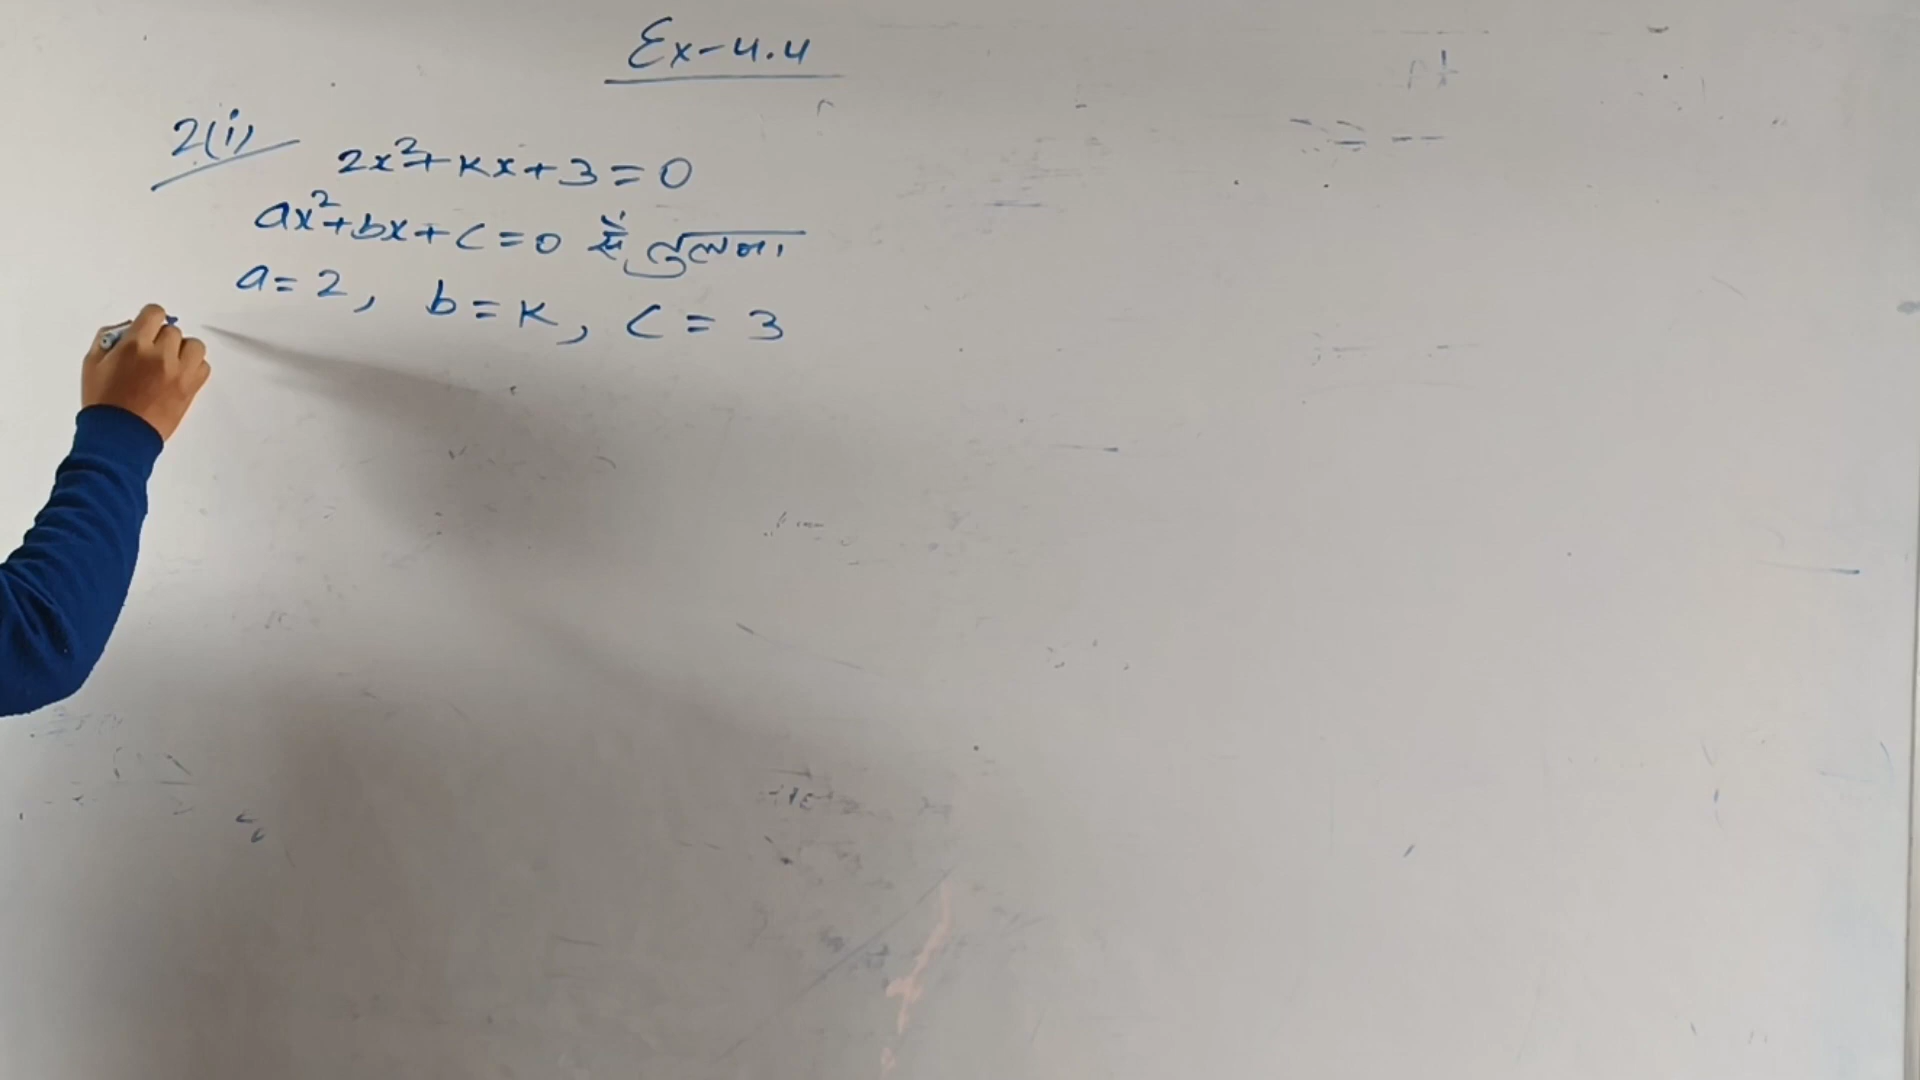 Ex-4.4
2(i) 2x²+kx+3=0
ax²+bx+c=0 से तुलना
a=2, b=k, c=3